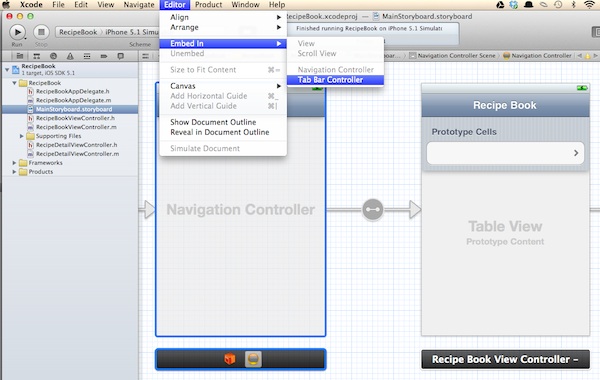 Xcode File Edit View Navigate Editor Product Window Help
RecipeBook.xcodeproj — MainStoryboard.storyboard
RecipeBook iPhone 5.1 Simulat
Finished running RecipeBook on iPhone 5.1 Simulator
Run Stop Scheme
No Issues
Align
Arrange
Embed In
Unembed
Size to Fit Content ⌘=
Canvas
Add Horizontal Guide ⌘_
Add Vertical Guide ⌘|
Show Document Outline
Reveal in Document Outline
Simulate Document
View
Scroll View
Navigation Controller
Tab Bar Controller
Navigation Controller Scene
Navigation Controller
RecipeBook
1 target, iOS SDK 5.1
RecipeBook
RecipeBookAppDelegate.h
RecipeBookAppDelegate.m
MainStoryboard.storyboard
RecipeBookViewController.h
RecipeBookViewController.m
Supporting Files
RecipeDetailViewController.h
RecipeDetailViewController.m
Frameworks
Products
Navigation Controller
Recipe Book
Prototype Cells
Table View
Prototype Content
Recipe Book View Controller –